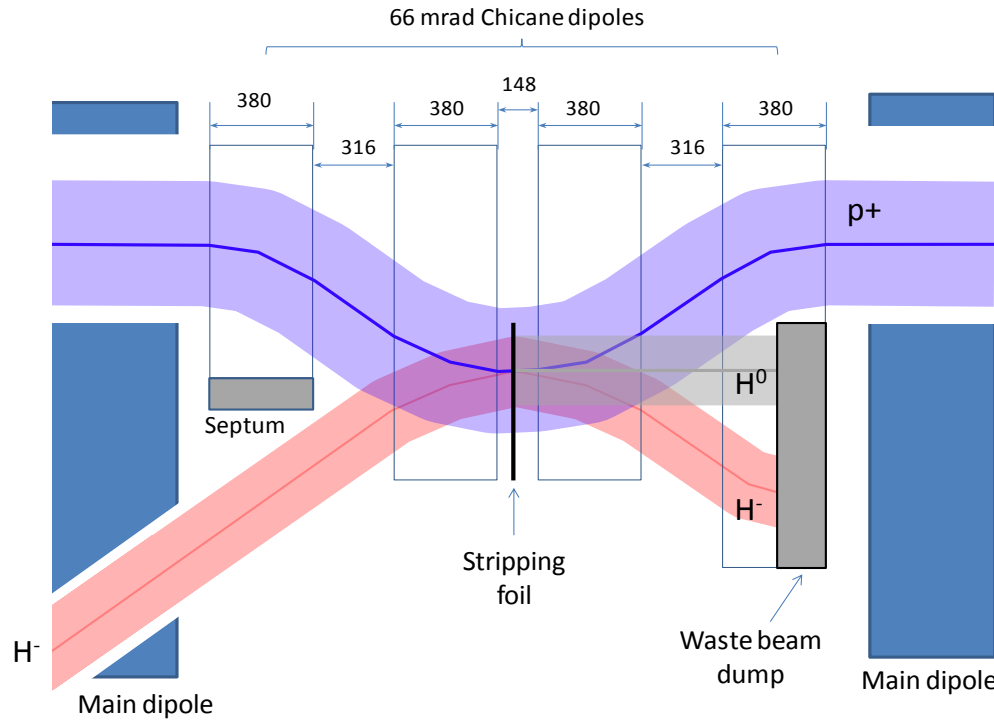 66 mrad Chicane dipoles
148
380
380
380
380
316
316
p+
H⁰
Septum
H⁻
Stripping
foil
H⁻
Waste beam
dump
Main dipole
Main dipole